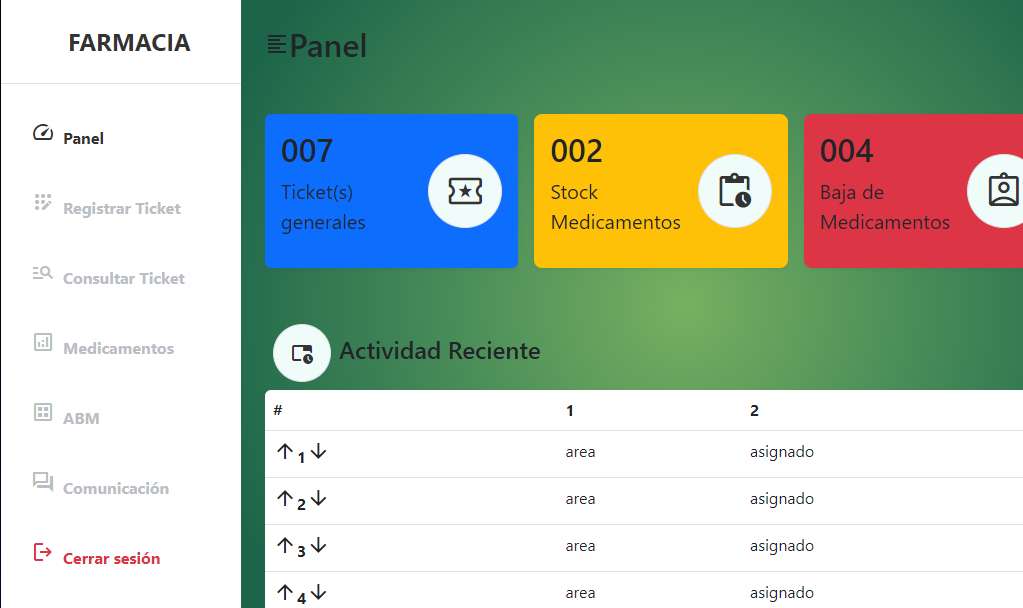 FARMACIA
Panel
Registrar Ticket
Consultar Ticket
Medicamentos
ABM
Comunicación
Cerrar sesión
Panel
007
Ticket(s)
generales
002
Stock
Medicamentos
004
Baja de
Medicamentos
Actividad Reciente
# 1 2
1 area asignado
2 area asignado
3 area asignado
4 area asignado